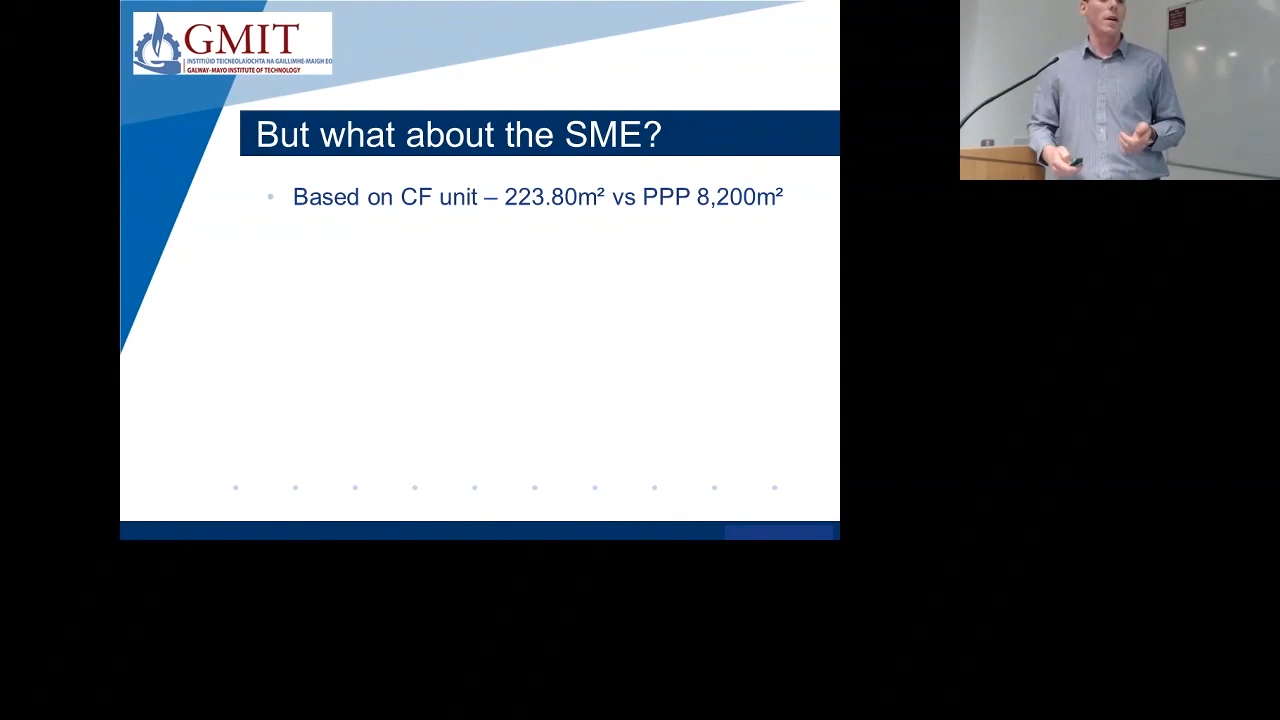 GMIT
INSTITIÚID TEICNEOLAÍOCHTA NA GAILLIMHE-MAIGH EO
GALWAY-MAYO INSTITUTE OF TECHNOLOGY
But what about the SME?
• Based on CF unit – 223.80m² vs PPP 8,200m²